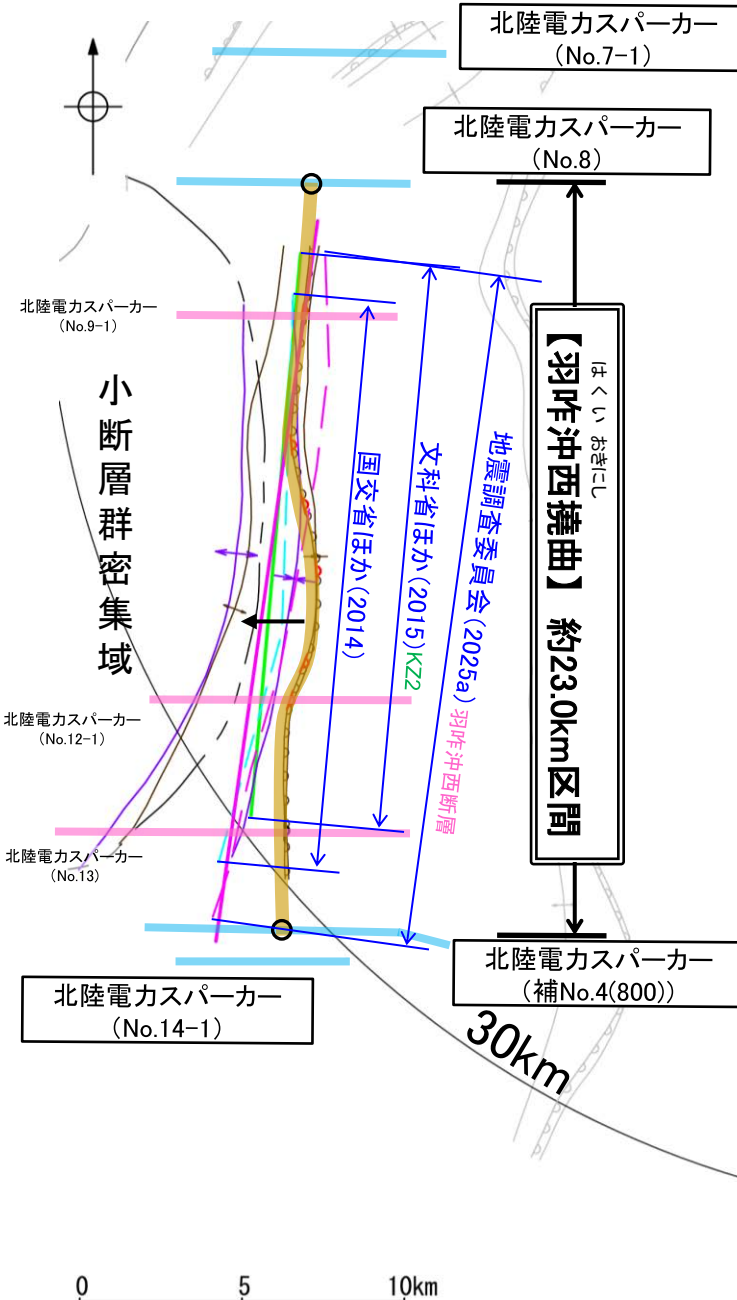 北陸電力スパーカー
(No.7-1)
北陸電力スパーカー
(No.8)
北陸電力スパーカー
(No.9-1)
小断層群密集域
国交省ほか(2014)
文科省ほか(2015)KZ2
地震調査委員会(2025a)羽咋沖西断層
はくい おきにし
【羽咋沖西撓曲】 約23.0km区間
北陸電力スパーカー
(No.12-1)
北陸電力スパーカー
(No.13)
北陸電力スパーカー
(補No.4(800))
北陸電力スパーカー
(No.14-1)
30km
0 5 10km